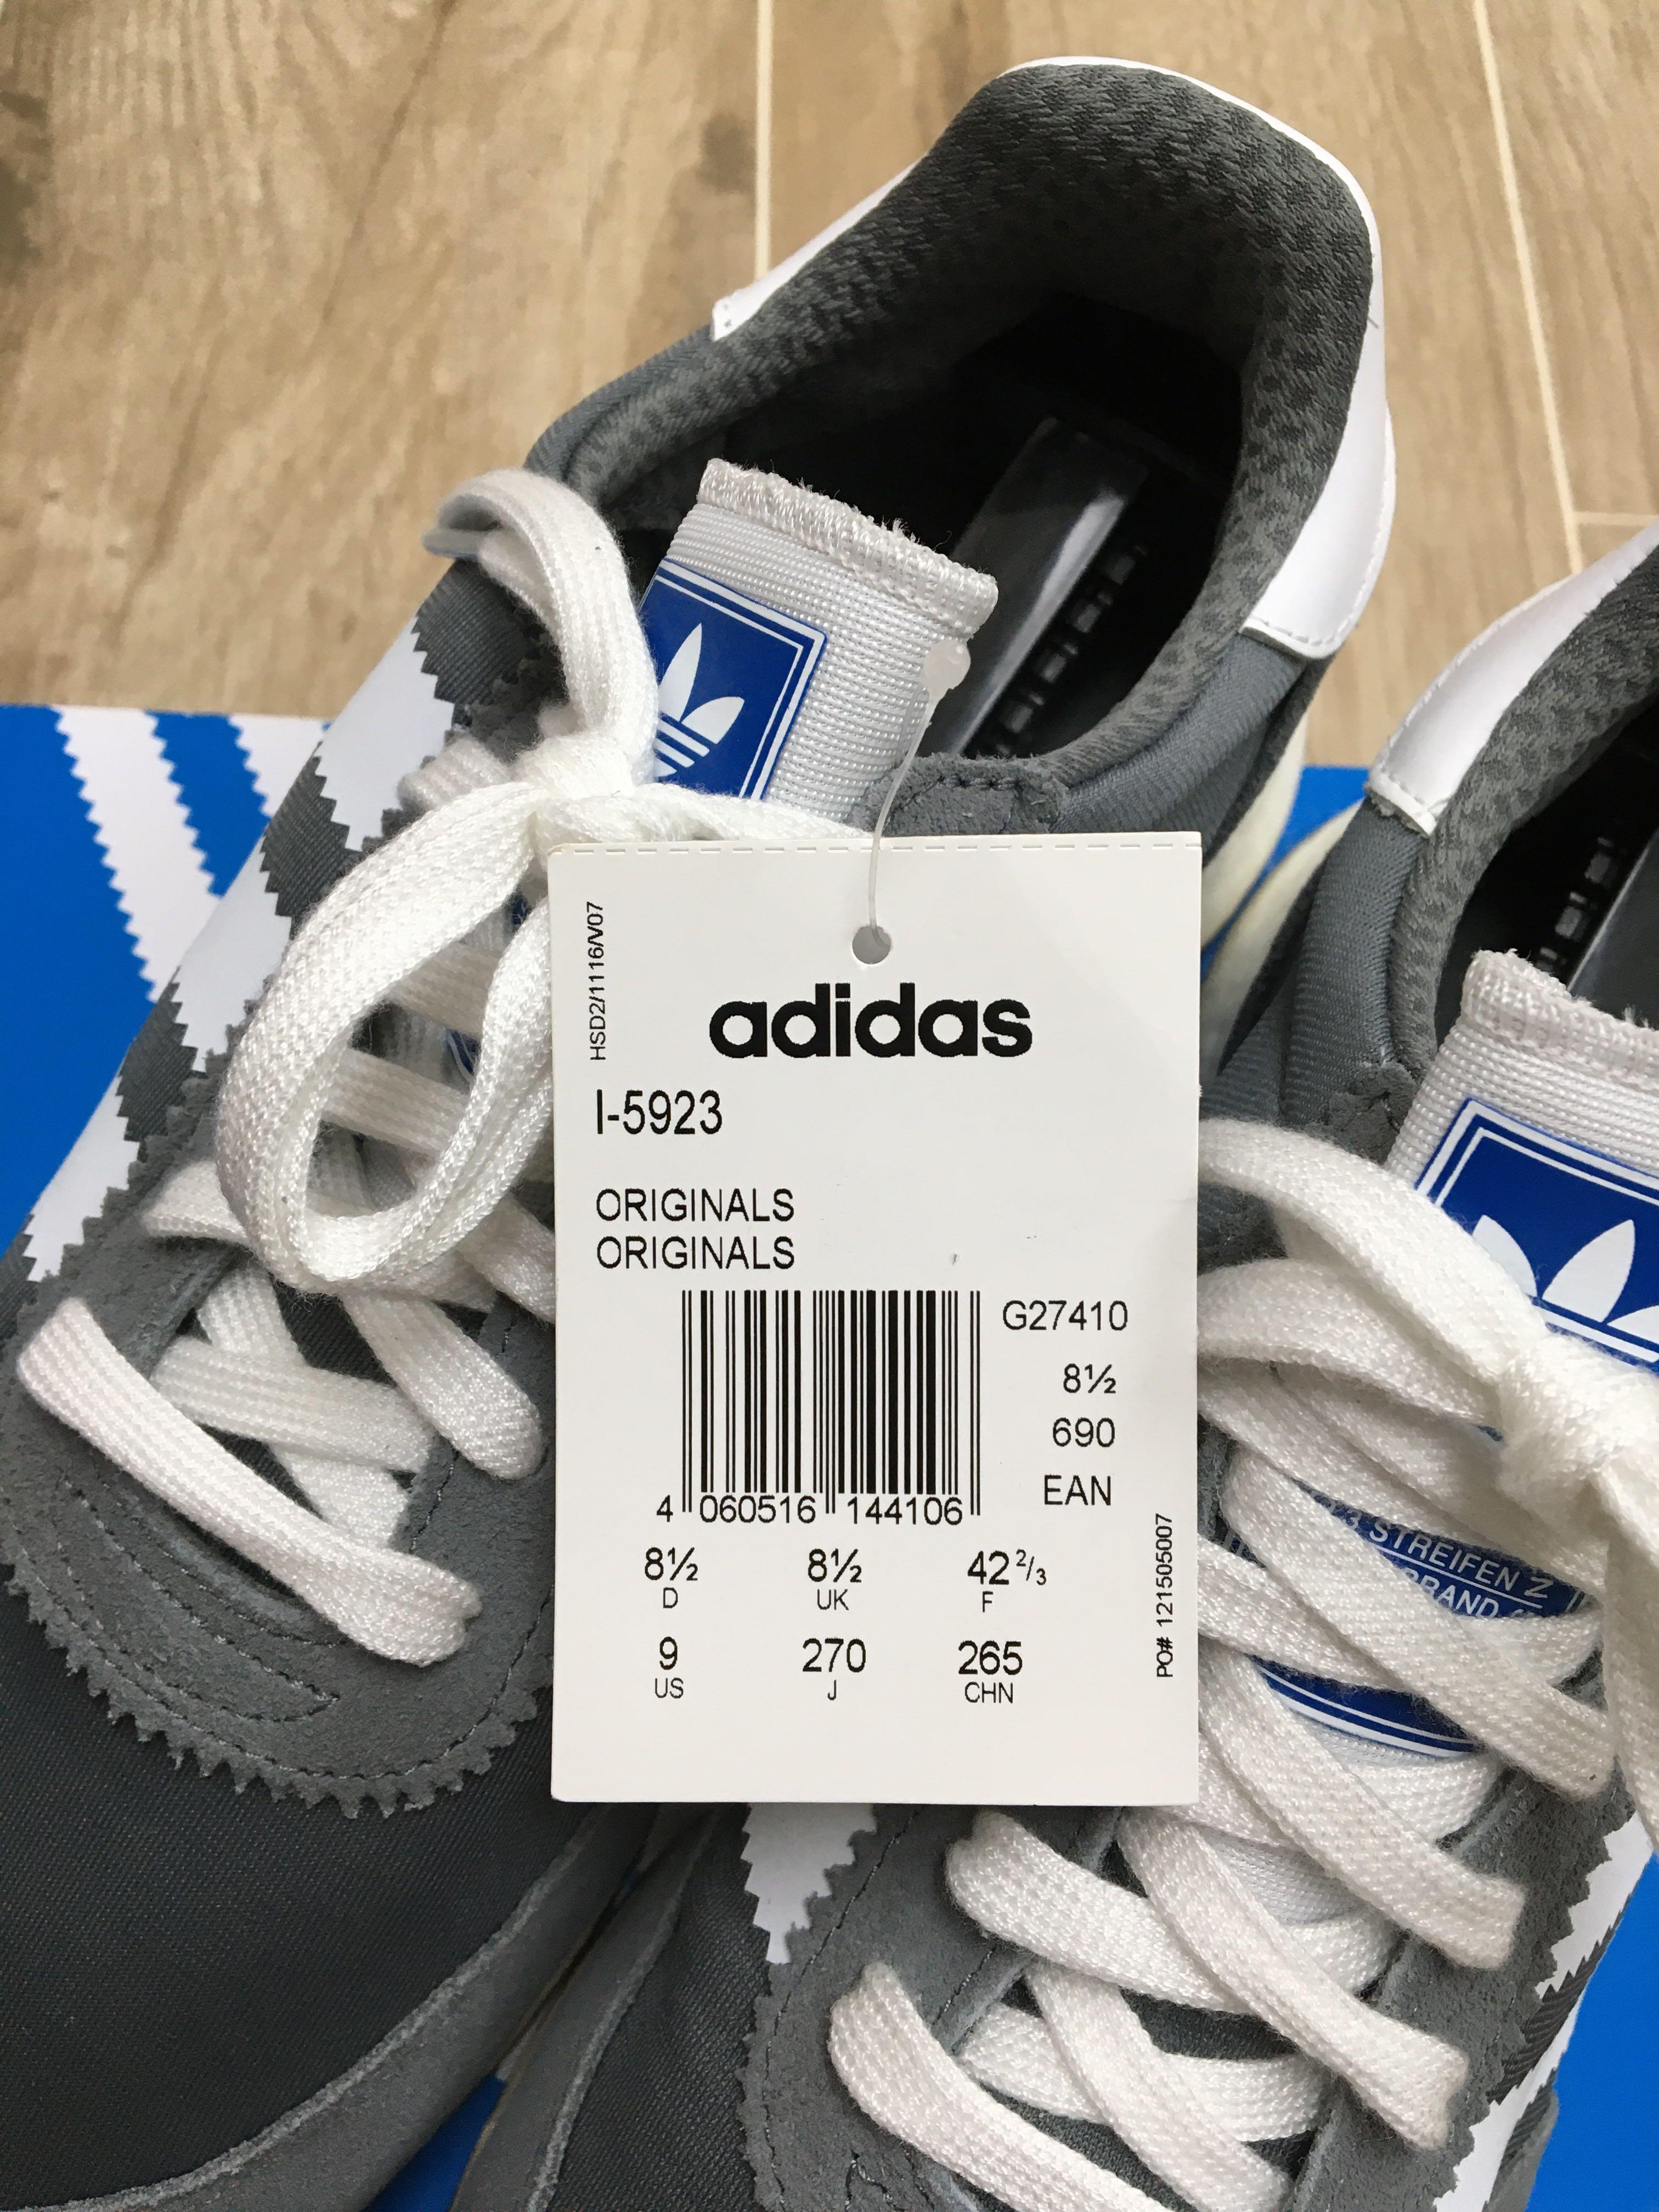 HSD2/1116/V07
adidas
I-5923
ORIGINALS
ORIGINALS
G27410
8½
690
EAN
4 060516 144106
8½ 8½ 42 2/3
D UK F
9 270 265
US J CHN
PO# 121505007
STREIFEN
BRAND